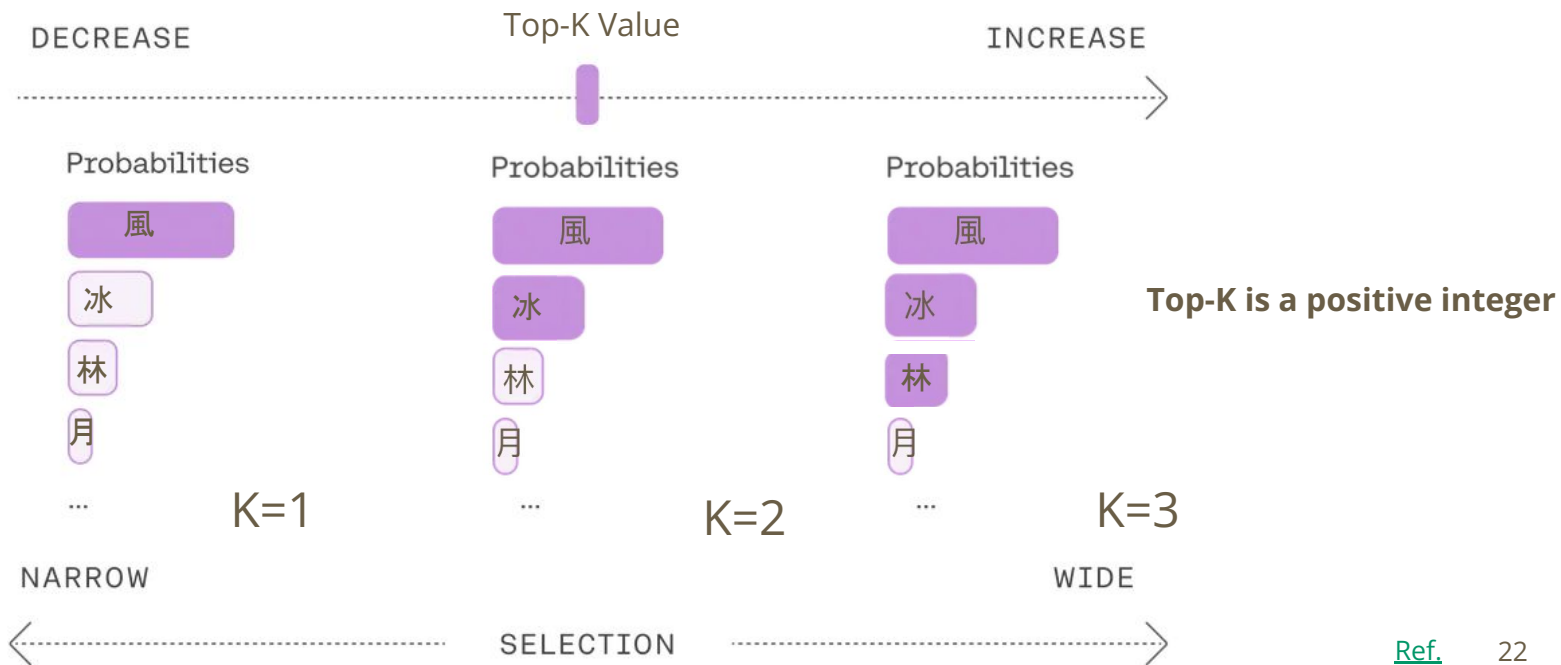 Top-K Value
DECREASE
INCREASE
Probabilities
風
冰
林
月
...
K=1
Probabilities
風
冰
林
月
...
K=2
Probabilities
風
冰
林
月
...
K=3
Top-K is a positive integer
NARROW
WIDE
SELECTION
Ref.
22